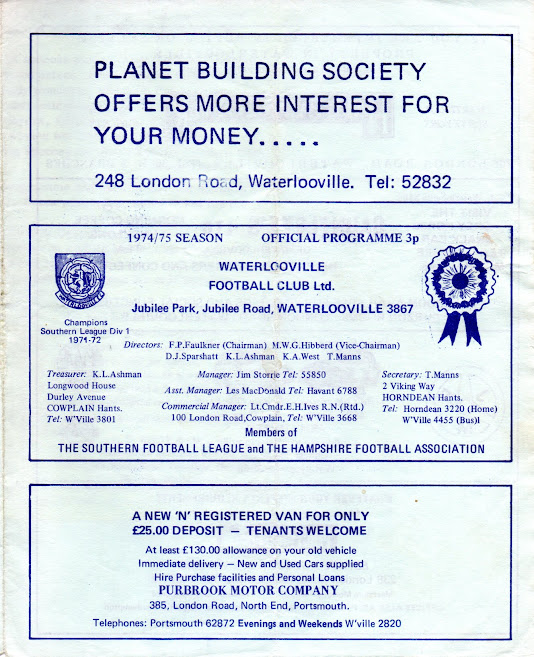 PLANET BUILDING SOCIETY
OFFERS MORE INTEREST FOR
YOUR MONEY.....
248 London Road, Waterlooville. Tel: 52832
1974/75 SEASON OFFICIAL PROGRAMME 3p
WATERLOOVILLE
FOOTBALL CLUB Ltd.
Jubilee Park, Jubilee Road, WATERLOOVILLE 3867
Champions
Southern League Div 1
1971-72
Directors: F.P.Faulkner (Chairman) M.W.G.Hibberd (Vice-Chairman)
D.J.Sparshatt K.L.Ashman K.A.West T.Manns
Treasurer: K.L.Ashman
Longwood House
Durley Avenue
COWPLAIN Hants.
Tel: W'Ville 3801
Manager: Jim Storrie Tel: 55850
Asst. Manager: Les MacDonald Tel: Havant 6788
Commercial Manager: Lt.Cmdr.E.H.Ives R.N.(Rtd.)
100 London Road,Cowplain, Tel: W'Ville 3668
Secretary: T.Manns
2 Viking Way
HORNDEAN Hants.
Tel: Horndean 3220 (Home)
W'Ville 4455 (Bus)l
Members of
THE SOUTHERN FOOTBALL LEAGUE and THE HAMPSHIRE FOOTBALL ASSOCIATION
A NEW 'N' REGISTERED VAN FOR ONLY
£25.00 DEPOSIT – TENANTS WELCOME
At least £130.00 allowance on your old vehicle
Immediate delivery – New and Used Cars supplied
Hire Purchase facilities and Personal Loans
PURBROOK MOTOR COMPANY
385, London Road, North End, Portsmouth.
Telephones: Portsmouth 62872 Evenings and Weekends W'ville 2820